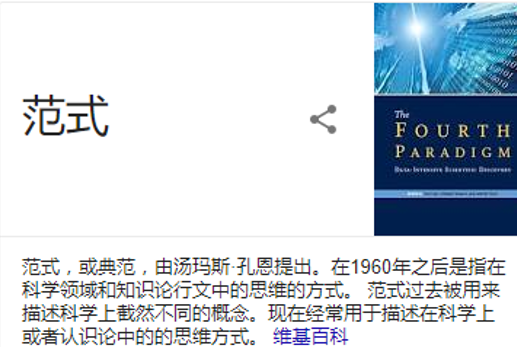 范式
The
FOURTH
PARADIGM
DATA-INTENSIVE SCIENTIFIC DISCOVERY
范式，或典范，由汤玛斯·孔恩提出。在1960年之后是指在
科学领域和知识论行文中的思维的方式。 范式过去被用来
描述科学上截然不同的概念。现在经常用于描述在科学上
或者认识论中的的思维方式。 维基百科